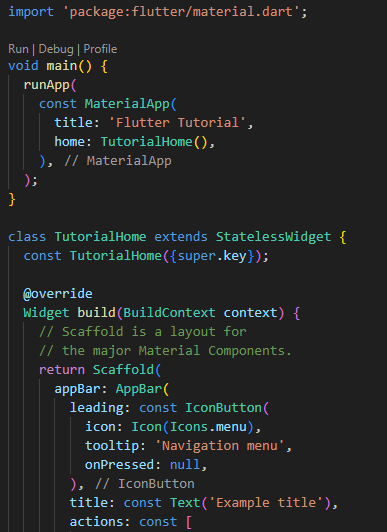 import 'package:flutter/material.dart';
Run | Debug | Profile
void main() {
  runApp(
    const MaterialApp(
      title: 'Flutter Tutorial',
      home: TutorialHome(),
    ), // MaterialApp
  );
}
class TutorialHome extends StatelessWidget {
  const TutorialHome({super.key});
  @override
  Widget build(BuildContext context) {
    // Scaffold is a layout for
    // the major Material Components.
    return Scaffold(
      appBar: AppBar(
        leading: const IconButton(
          icon: Icon(Icons.menu),
          tooltip: 'Navigation menu',
          onPressed: null,
        ), // IconButton
        title: const Text('Example title'),
        actions: const [